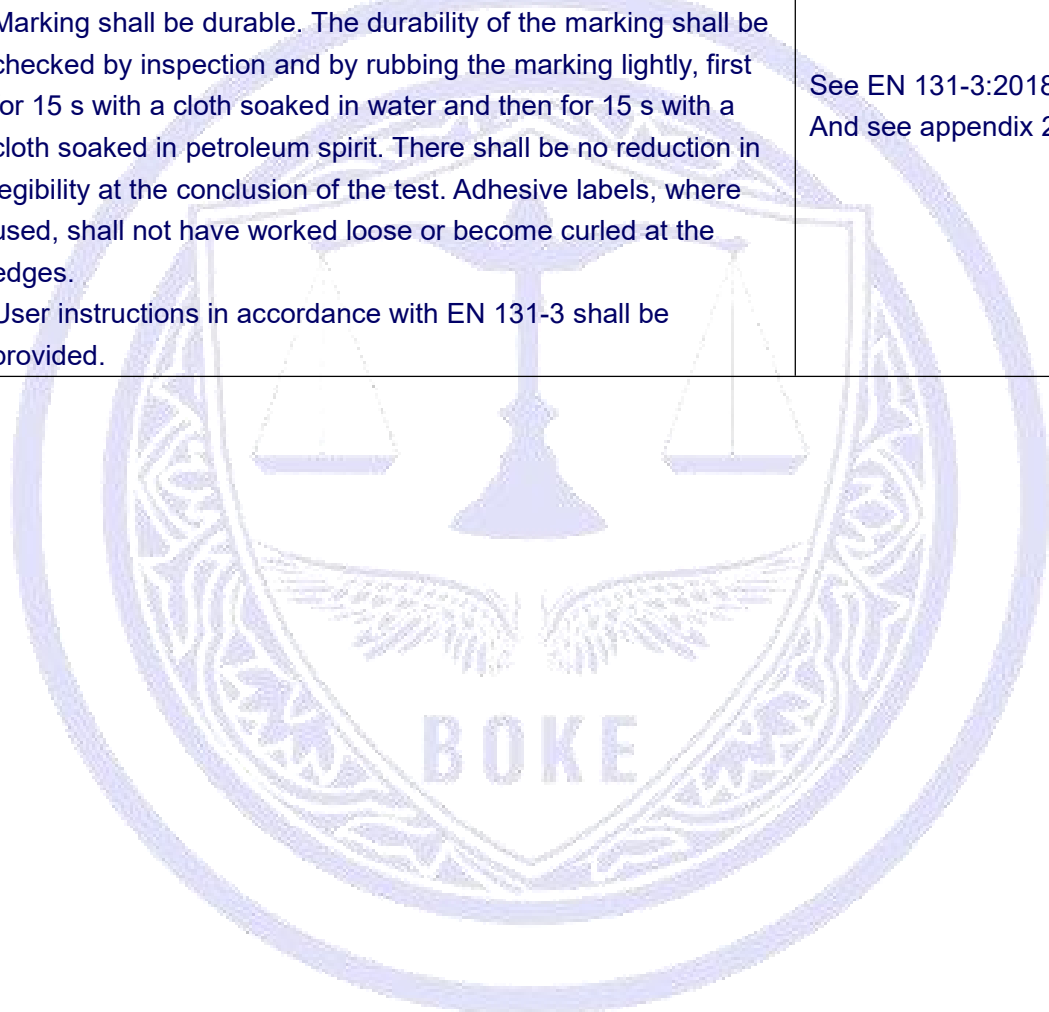 Marking shall be durable. The durability of the marking shall be
checked by inspection and by rubbing the marking lightly, first
for 15 s with a cloth soaked in water and then for 15 s with a
cloth soaked in petroleum spirit. There shall be no reduction in
legibility at the conclusion of the test. Adhesive labels, where
used, shall not have worked loose or become curled at the
edges.
User instructions in accordance with EN 131-3 shall be
provided.
See EN 131-3:2018
And see appendix 2
BOKE